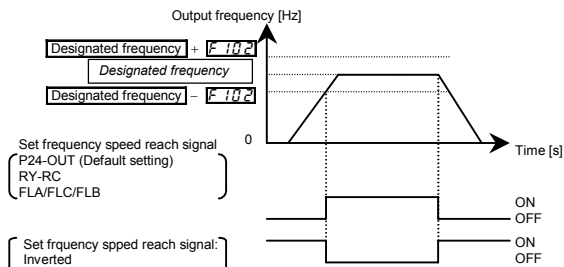 Output frequency [Hz]
Designated frequency + F 102
Designated frequency
Designated frequency − F 102
0
Time [s]
Set frequency speed reach signal
P24-OUT (Default setting)
RY-RC
FLA/FLC/FLB
ON
OFF
Set frquency spped reach signal:
Inverted
ON
OFF